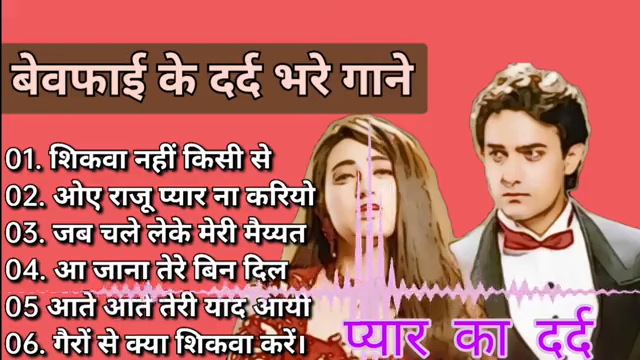 बेवफाई के दर्द भरे गाने
01. शिकवा नहीं किसी से
02. ओए राजू प्यार ना करियो
03. जब चले लेके मेरी मैय्यत
04. आ जाना तेरे बिन दिल
05 आते आते तेरी याद आयी
06. गैरों से क्या शिकवा करें।
प्यार का दर्द